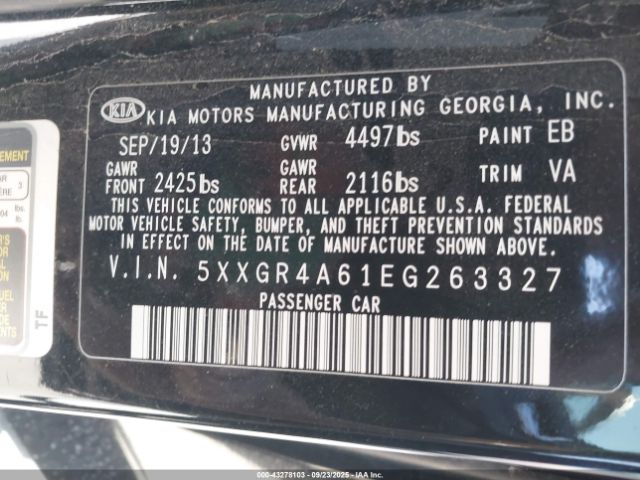 MANUFACTURED BY
KIA KIA MOTORS MANUFACTURING GEORGIA, INC.
SEP/19/13 GVWR 4497lbs PAINT EB
GAWR FRONT 2425lbs GAWR REAR 2116lbs TRIM VA
THIS VEHICLE CONFORMS TO ALL APPLICABLE U.S.A. FEDERAL
MOTOR VEHICLE SAFETY, BUMPER, AND THEFT PREVENTION STANDARDS
IN EFFECT ON THE DATE OF MANUFACTURE SHOWN ABOVE.
V.I.N. 5XXGR4A61EG263327
PASSENGER CAR
TF
000-43278103 - 09/23/2025 - IAA, Inc.